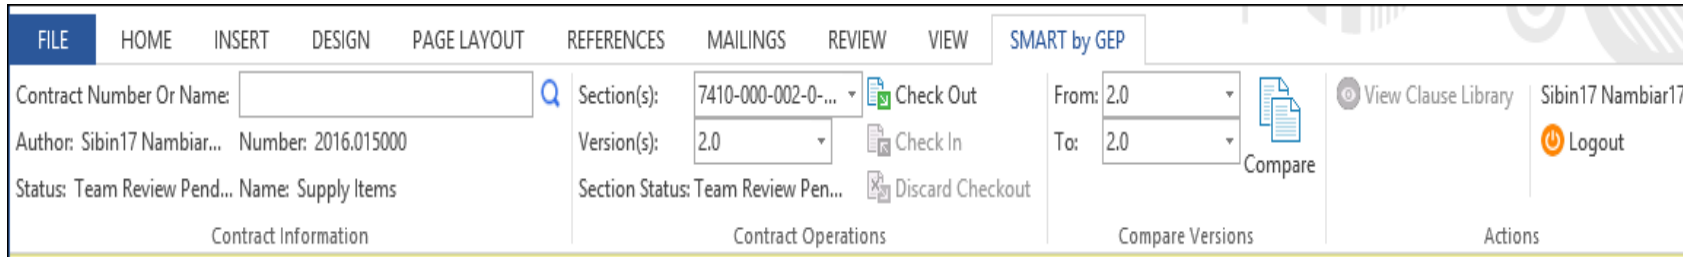 FILE HOME INSERT DESIGN PAGE LAYOUT REFERENCES MAILINGS REVIEW VIEW SMART by GEP
Contract Number Or Name: Section(s): 7410-000-002-0-... Check Out From: 2.0 View Clause Library Sibin17 Nambiar17
Author: Sibin17 Nambiar... Number: 2016.015000 Version(s): 2.0 Check In To: 2.0 Logout
Compare
Status: Team Review Pend... Name: Supply Items Section Status: Team Review Pen... Discard Checkout
Contract Information Contract Operations Compare Versions Actions